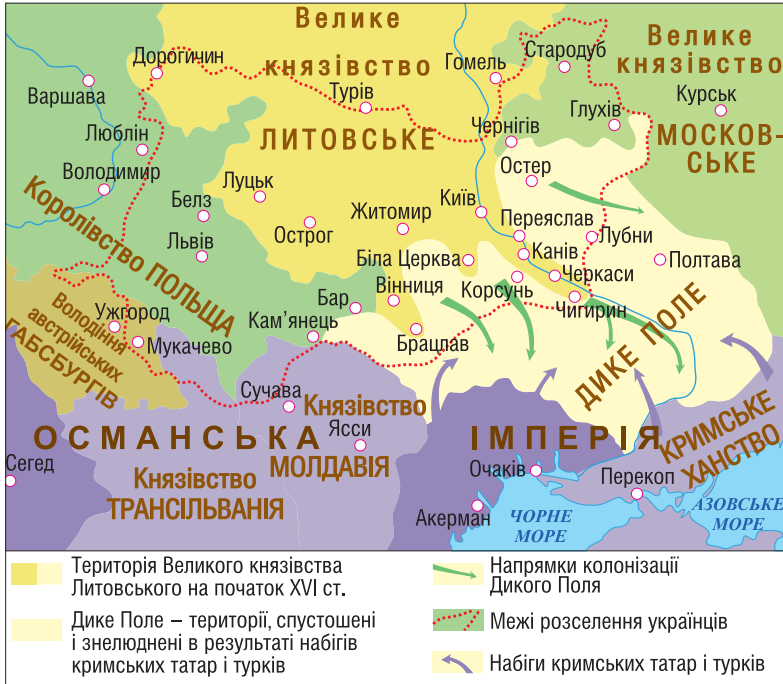 Велике
князівство
ЛИТОВСЬКЕ
Велике
князівство
МОСКОВ-
СЬКЕ
Дорогичин
Варшава
Турів
Гомель
Стародуб
Курськ
Глухів
Чернігів
Люблін
Володимир
Белз
Луцьк
Острог
Житомир
Київ
Остер
Переяслав
Лубни
Полтава
Канів
Черкаси
Чигирин
Корсунь
Біла Церква
Вінниця
Брацлав
Бар
Кам’янець
Львів
Королівство ПОЛЬЩА
Володіння
австрійських
ГАБСБУРГІВ
Ужгород
Мукачево
Сучава
Князівство
МОЛДАВІЯ
Ясси
ДИКЕ ПОЛЕ
ОСМАНСЬКА ІМПЕРІЯ
КРИМСЬКЕ
ХАНСТВО
Сегед
Князівство
ТРАНСІЛЬВАНІЯ
Очаків
Перекоп
Акерман
ЧОРНЕ
МОРЕ
АЗОВСЬКЕ
МОРЕ
Територія Великого князівства
Литовського на початок XVI ст.
Дике Поле – території, спустошені
і знелюднені в результаті набігів
кримських татар і турків
Напрямки колонізації
Дикого Поля
Межі розселення українців
Набіги кримських татар і турків